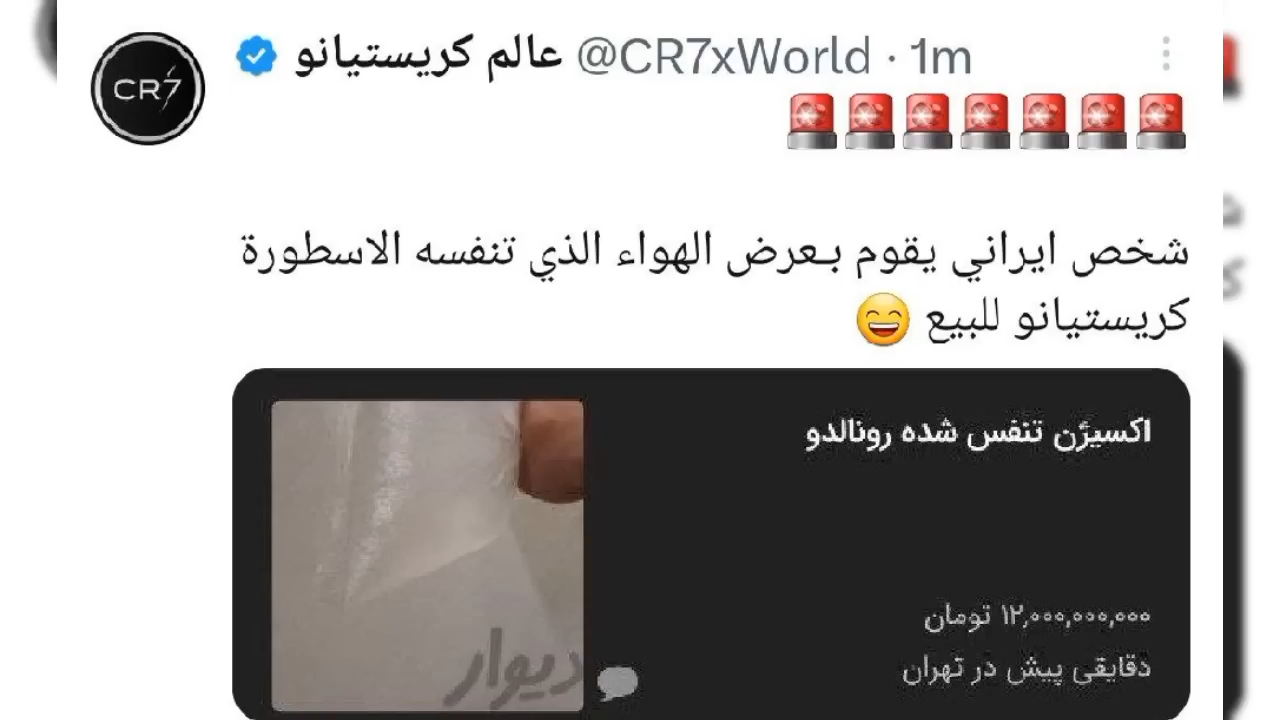 CR7
عالم كريستيانو @CR7xWorld · 1m
شخص ايراني يقوم بعرض الهواء الذي تنفسه الاسطورة
كريستيانو للبيع
اکسیژن تنفس شده رونالدو
۱۲,۰۰۰,۰۰۰,۰۰۰ تومان
دقایقی پیش در تهران
دیوار